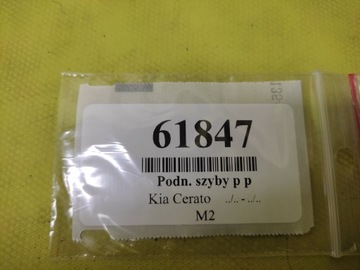 61847
Podn. szyby p p
Kia Cerato ../.. - ../..
M2